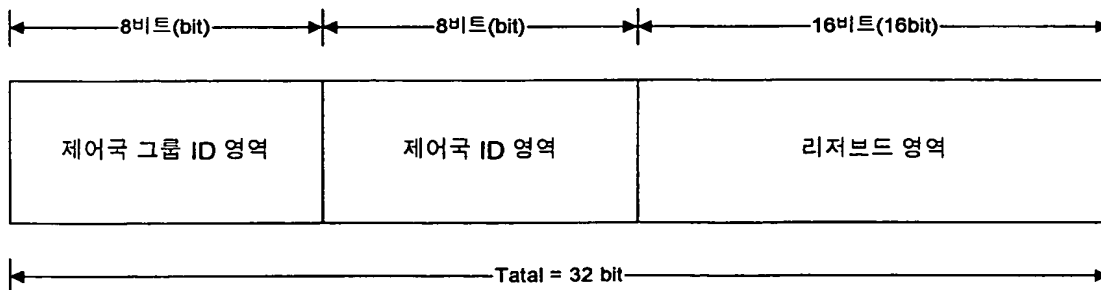 8비트(bit) 8비트(bit) 16비트(16bit)
제어국 그룹 ID 영역 제어국 ID 영역 리저브드 영역
Tatal = 32 bit